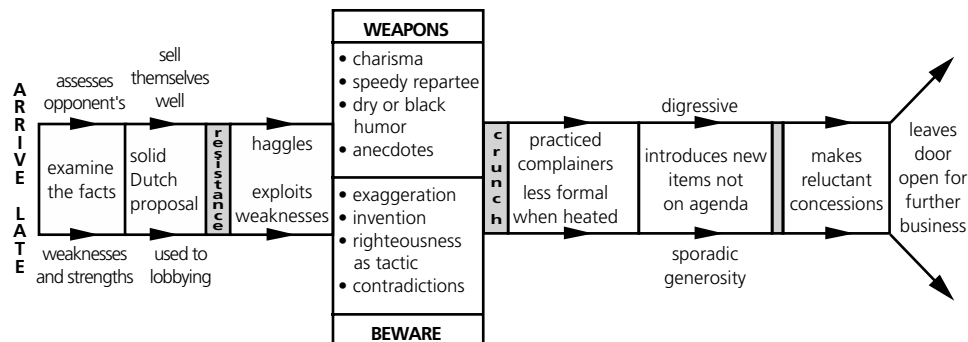 ARRIVE LATE
assesses
opponent's
examine
the facts
weaknesses
and strengths
sell
themselves
well
solid
Dutch
proposal
used to
lobbying
resistance
haggles
exploits
weaknesses
WEAPONS
• charisma
• speedy repartee
• dry or black
humor
• anecdotes
• exaggeration
• invention
• righteousness
as tactic
• contradictions
BEWARE
crunch
practiced
complainers
less formal
when heated
digressive
introduces new
items not
on agenda
sporadic
generosity
makes
reluctant
concessions
leaves
door
open for
further
business